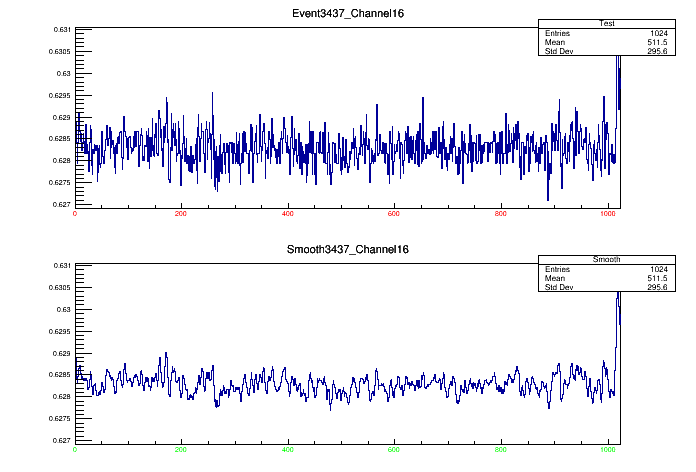 Event3437_Channel16
Test
Entries 1024
Mean 511.5
Std Dev 295.6
0.631
0.6305
0.63
0.6295
0.629
0.6285
0.628
0.6275
0.627
0 200 400 600 800 1000
Smooth3437_Channel16
Smooth
Entries 1024
Mean 511.5
Std Dev 295.6
0.631
0.6305
0.63
0.6295
0.629
0.6285
0.628
0.6275
0.627
0 200 400 600 800 1000